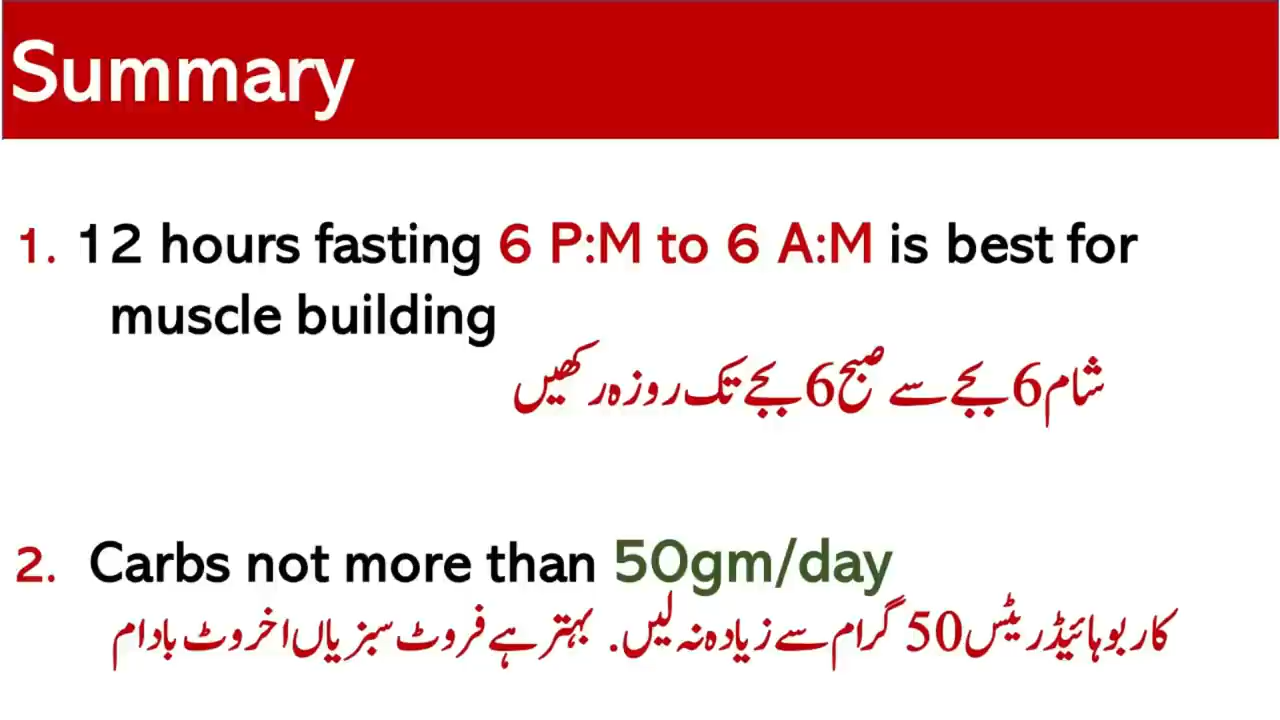 Summary
1. 12 hours fasting 6 P:M to 6 A:M is best for
muscle building
شام 6 بجے سے صبح 6 بجے تک روزہ رکھیں
2. Carbs not more than 50gm/day
کاربوہائیڈریٹس 50 گرام سے زیادہ نہ لیں. بہتر ہے فروٹ سبزیاں اخروٹ بادام